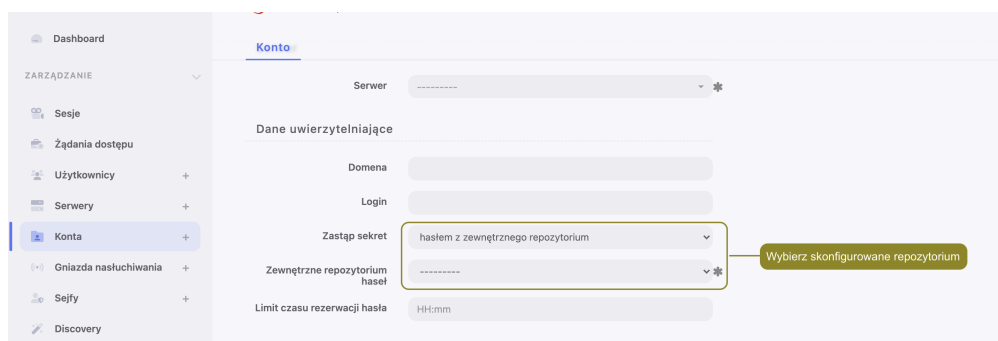 Dashboard
Konto
ZARZĄDZANIE
Serwer
---------
Sesje
Dane uwierzytelniające
Żądania dostępu
Domena
Użytkownicy +
Login
Serwery +
Zastąp sekret
hasłem z zewnętrznego repozytorium
Konta +
Wybierz skonfigurowane repozytorium
Gniazda nasłuchiwania +
Zewnętrzne repozytorium
haseł
---------
Sejfy +
Limit czasu rezerwacji hasła
HH:mm
Discovery